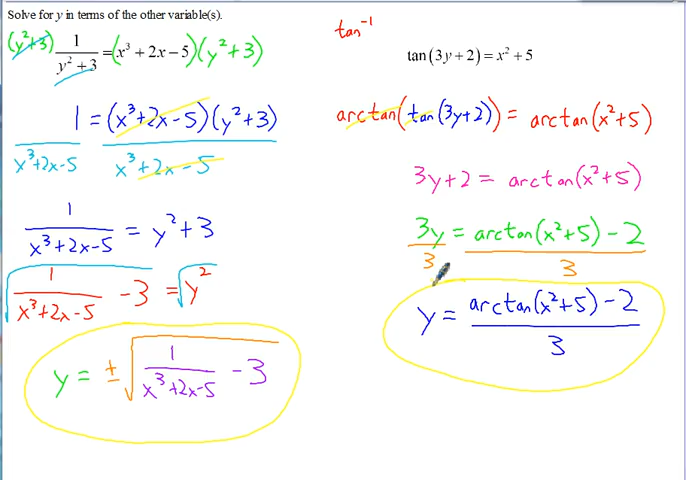 Solve for y in terms of the other variable(s).
(y²+3) 1/(y²+3) = (x³ + 2x − 5)(y²+3)
1 = (x³+2x−5)(y²+3)
x³+2x−5   x³+2x−5
1/(x³+2x−5) = y²+3
√(1/(x³+2x−5) − 3) = √y²
y = ±√(1/(x³+2x−5) − 3)
tan⁻¹
tan(3y+2) = x² + 5
arctan(tan(3y+2)) = arctan(x²+5)
3y+2 = arctan(x²+5)
3y = arctan(x²+5) − 2
3   3
y = (arctan(x²+5) − 2)/3